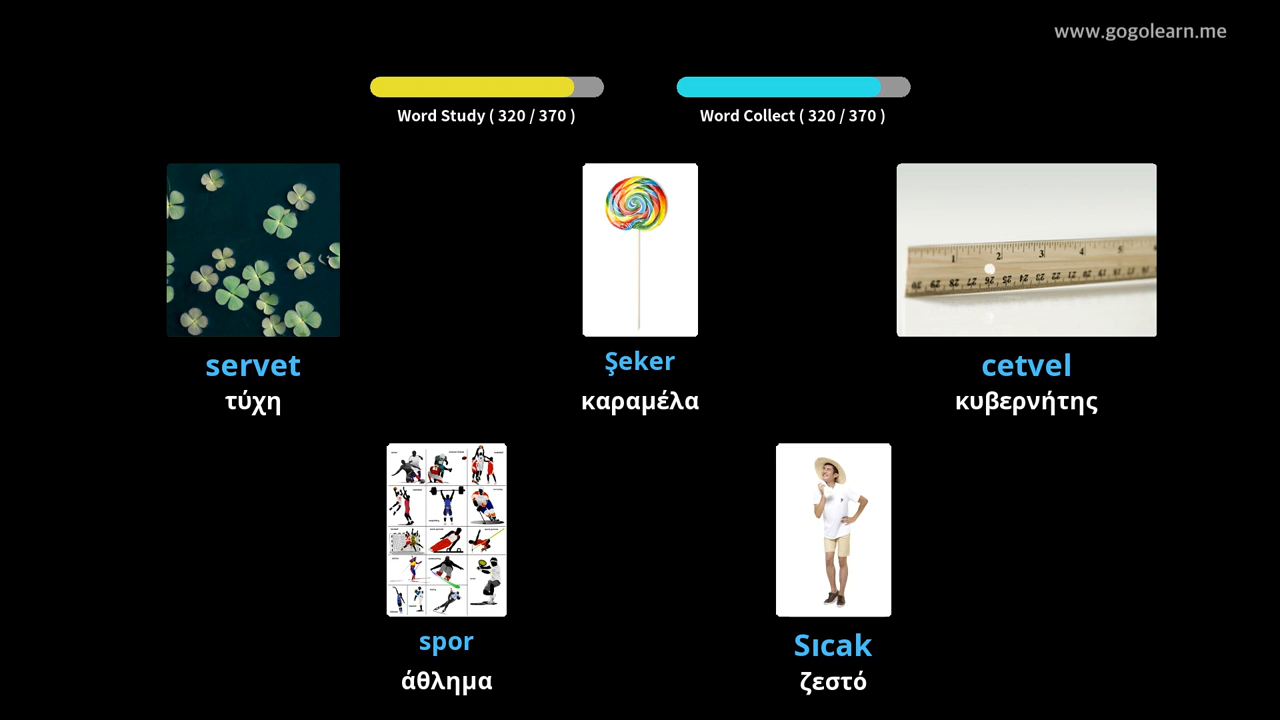 www.gogolearn.me
Word Study ( 320 / 370 )
Word Collect ( 320 / 370 )
servet
τύχη
Şeker
καραμέλα
cetvel
κυβερνήτης
spor
άθλημα
Sıcak
ζεστό